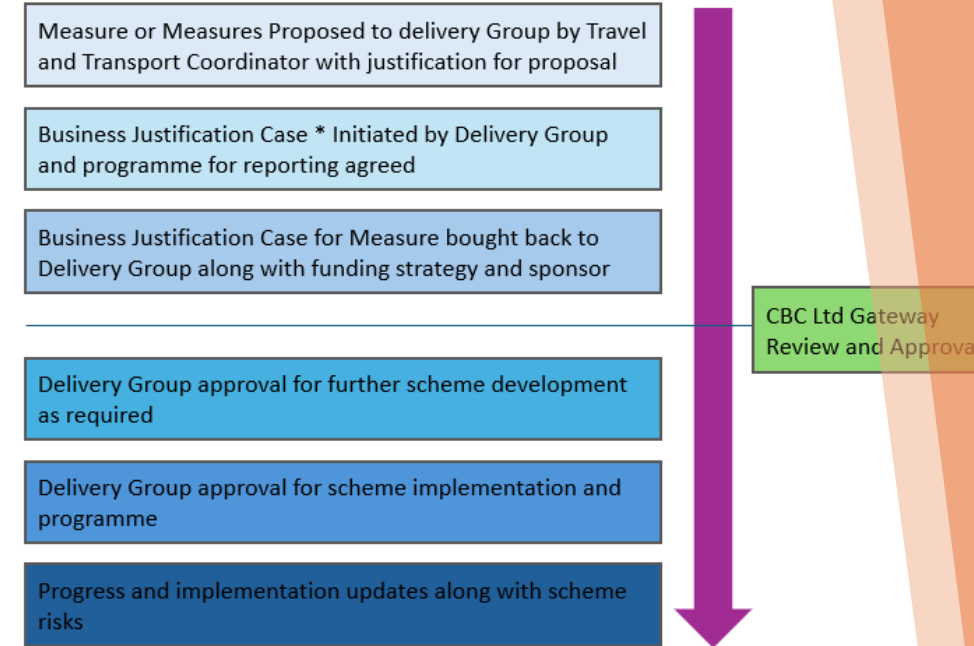 Measure or Measures Proposed to delivery Group by Travel
and Transport Coordinator with justification for proposal
Business Justification Case * Initiated by Delivery Group
and programme for reporting agreed
Business Justification Case for Measure bought back to
Delivery Group along with funding strategy and sponsor
CBC Ltd Gateway
Review and Approva
Delivery Group approval for further scheme development
as required
Delivery Group approval for scheme implementation and
programme
Progress and implementation updates along with scheme
risks